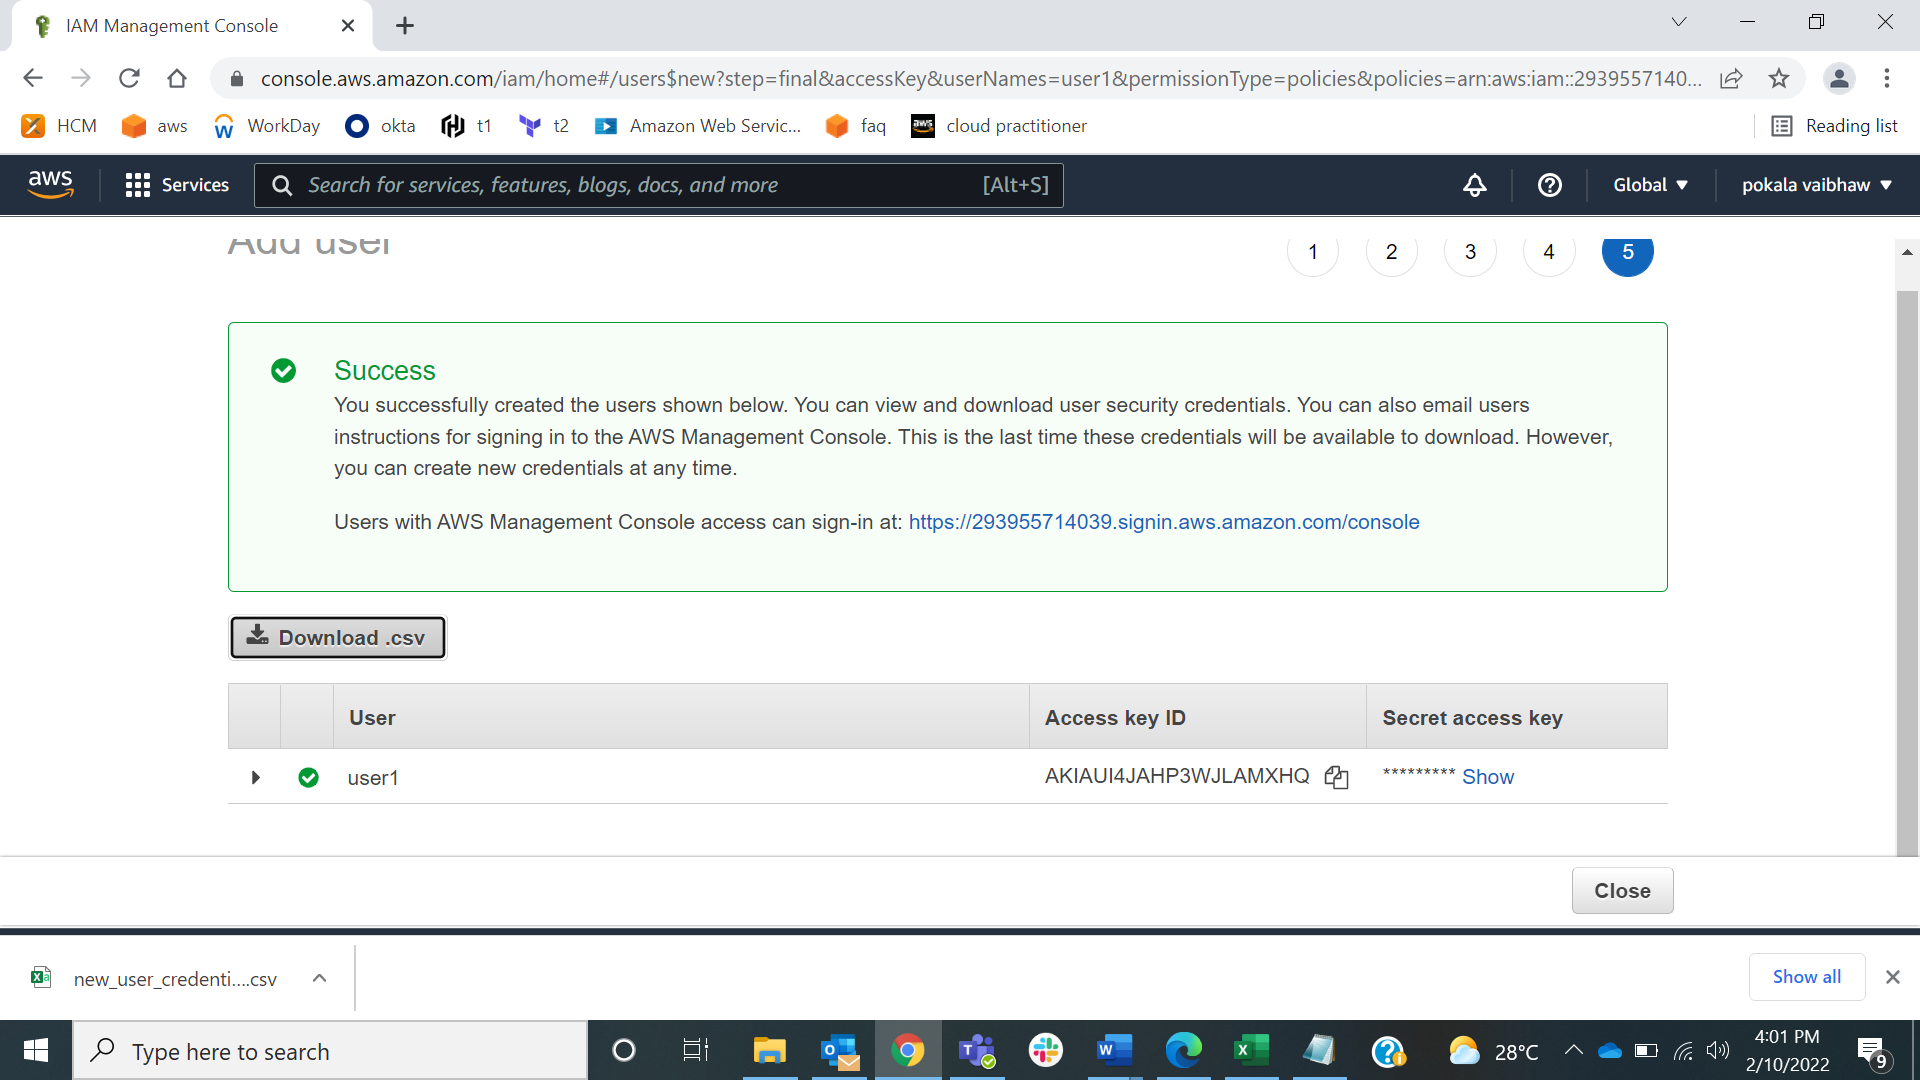 IAM Management Console
console.aws.amazon.com/iam/home#/users$new?step=final&accessKey&userNames=user1&permissionType=policies&policies=arn:aws:iam::2939557140...
HCM aws WorkDay okta t1 t2 Amazon Web Servic... faq aws cloud practitioner Reading list
aws Services Search for services, features, blogs, docs, and more [Alt+S] Global pokala vaibhaw
Add user 1 2 3 4 5
Success
You successfully created the users shown below. You can view and download user security credentials. You can also email users
instructions for signing in to the AWS Management Console. This is the last time these credentials will be available to download. However,
you can create new credentials at any time.
Users with AWS Management Console access can sign-in at: https://293955714039.signin.aws.amazon.com/console
Download .csv
User Access key ID Secret access key
user1 AKIAUI4JAHP3WJLAMXHQ ********* Show
Close
new_user_credenti....csv Show all
Type here to search 28°C 4:01 PM
2/10/2022 9